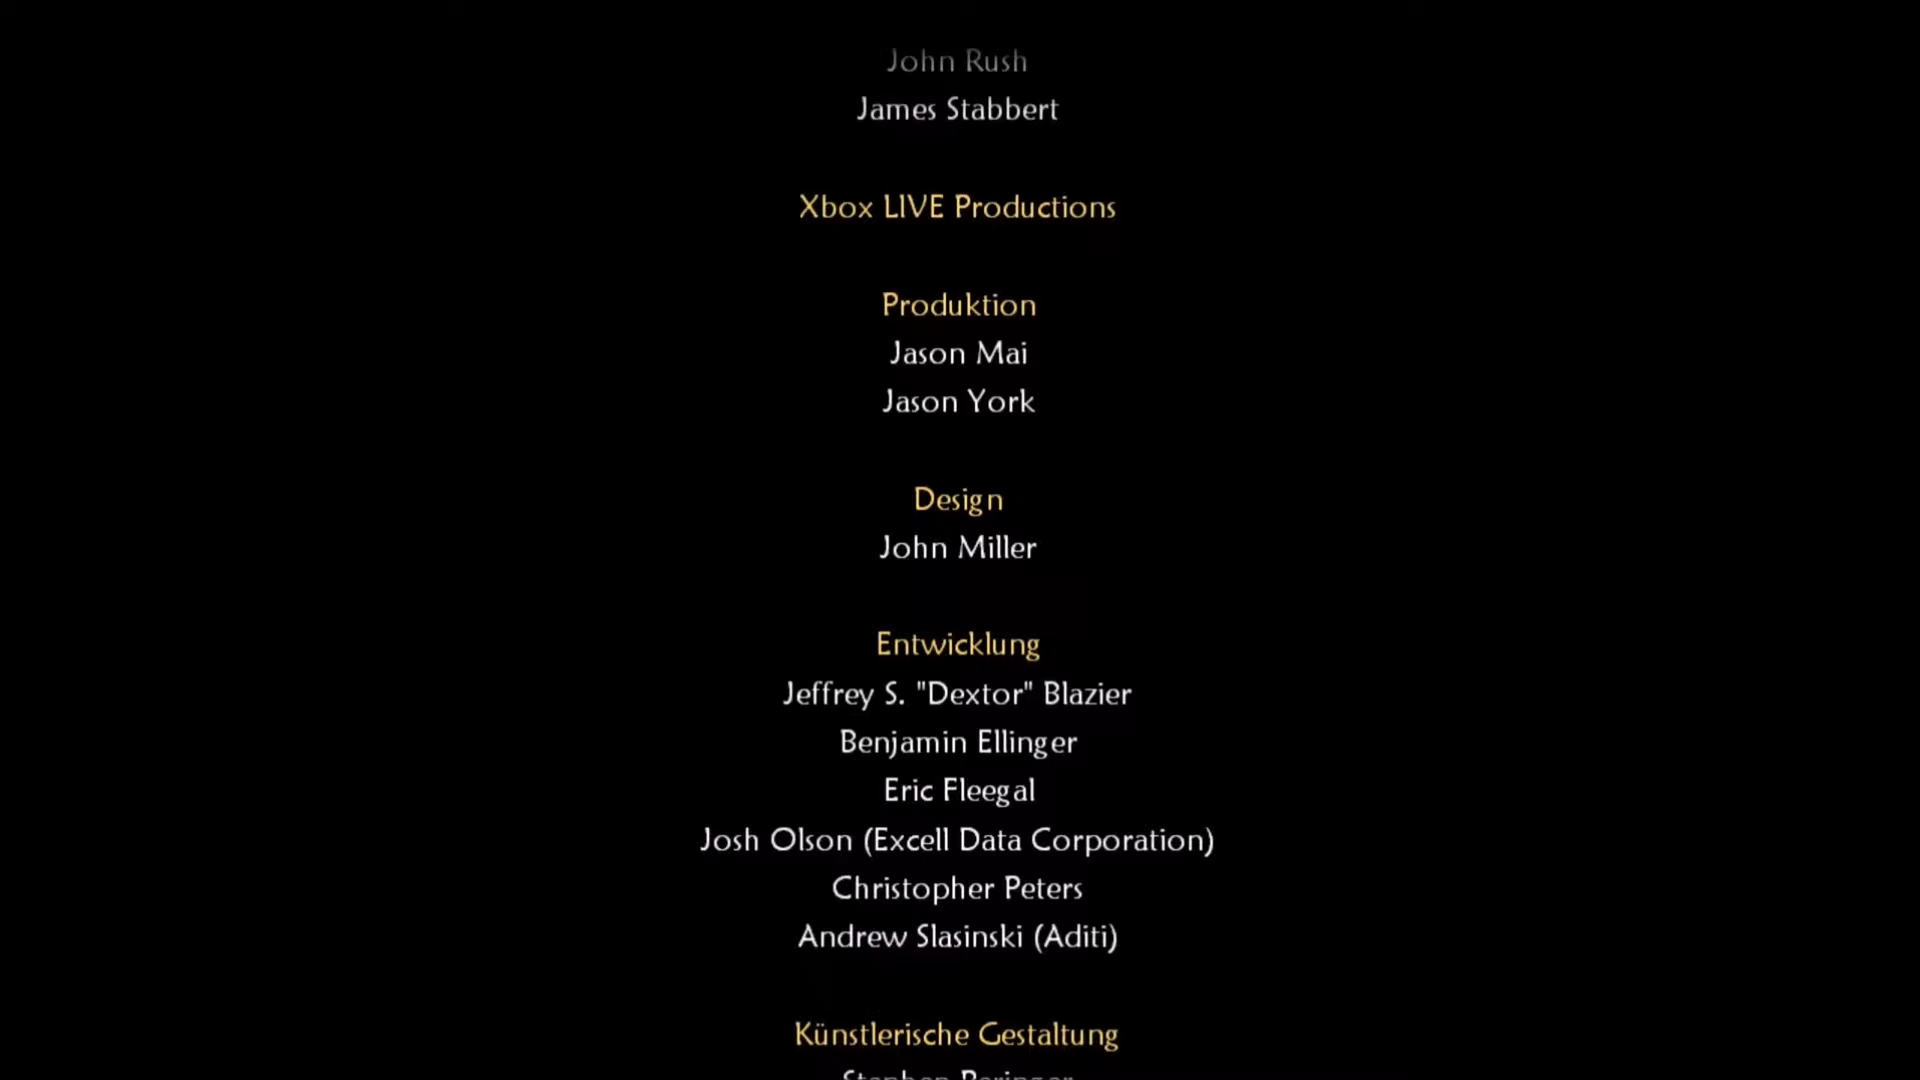 John Rush
James Stabbert
Xbox LIVE Productions
Produktion
Jason Mai
Jason York
Design
John Miller
Entwicklung
Jeffrey S. "Dextor" Blazier
Benjamin Ellinger
Eric Fleegal
Josh Olson (Excell Data Corporation)
Christopher Peters
Andrew Slasinski (Aditi)
Künstlerische Gestaltung